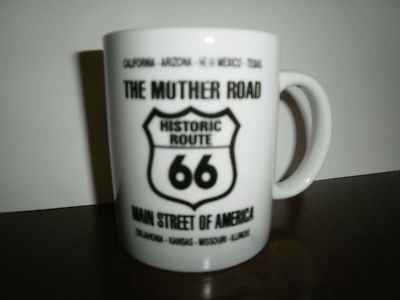 CALIFORNIA - ARIZONA - NEW MEXICO - TEXAS
THE MOTHER ROAD
HISTORIC
ROUTE
66
MAIN STREET OF AMERICA
OKLAHOMA - KANSAS - MISSOURI - ILLINOIS